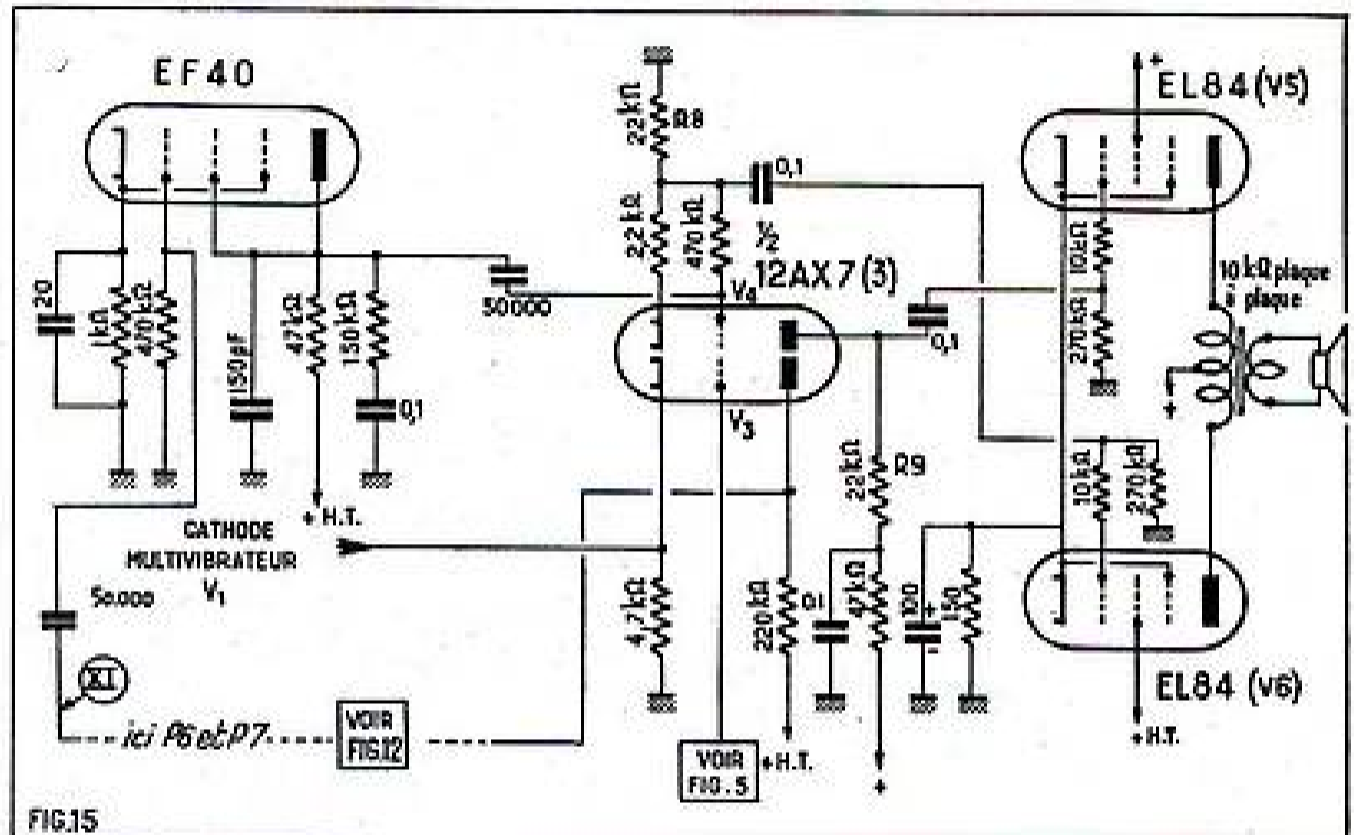 EF40
20
1kΩ
470kΩ
150pF
47kΩ
150kΩ
0,1
+ H.T.
CATHODE
MULTIVIBRATEUR
V1
50.000
XI
ici P6 et P7
VOIR
FIG.12
50000
22kΩ
R8
2,2kΩ
470kΩ
0,1
12AX7 (3)
V4
V3
0,1
4,7kΩ
220kΩ
+ H.T.
VOIR
FIG. 5
22kΩ
R9
0,1
47kΩ
+
100
+
-
150
+
EL84 (V5)
10kΩ
270kΩ
10kΩ plaque
à plaque
+
10kΩ
270kΩ
EL84 (V6)
+ H.T.
FIG.15